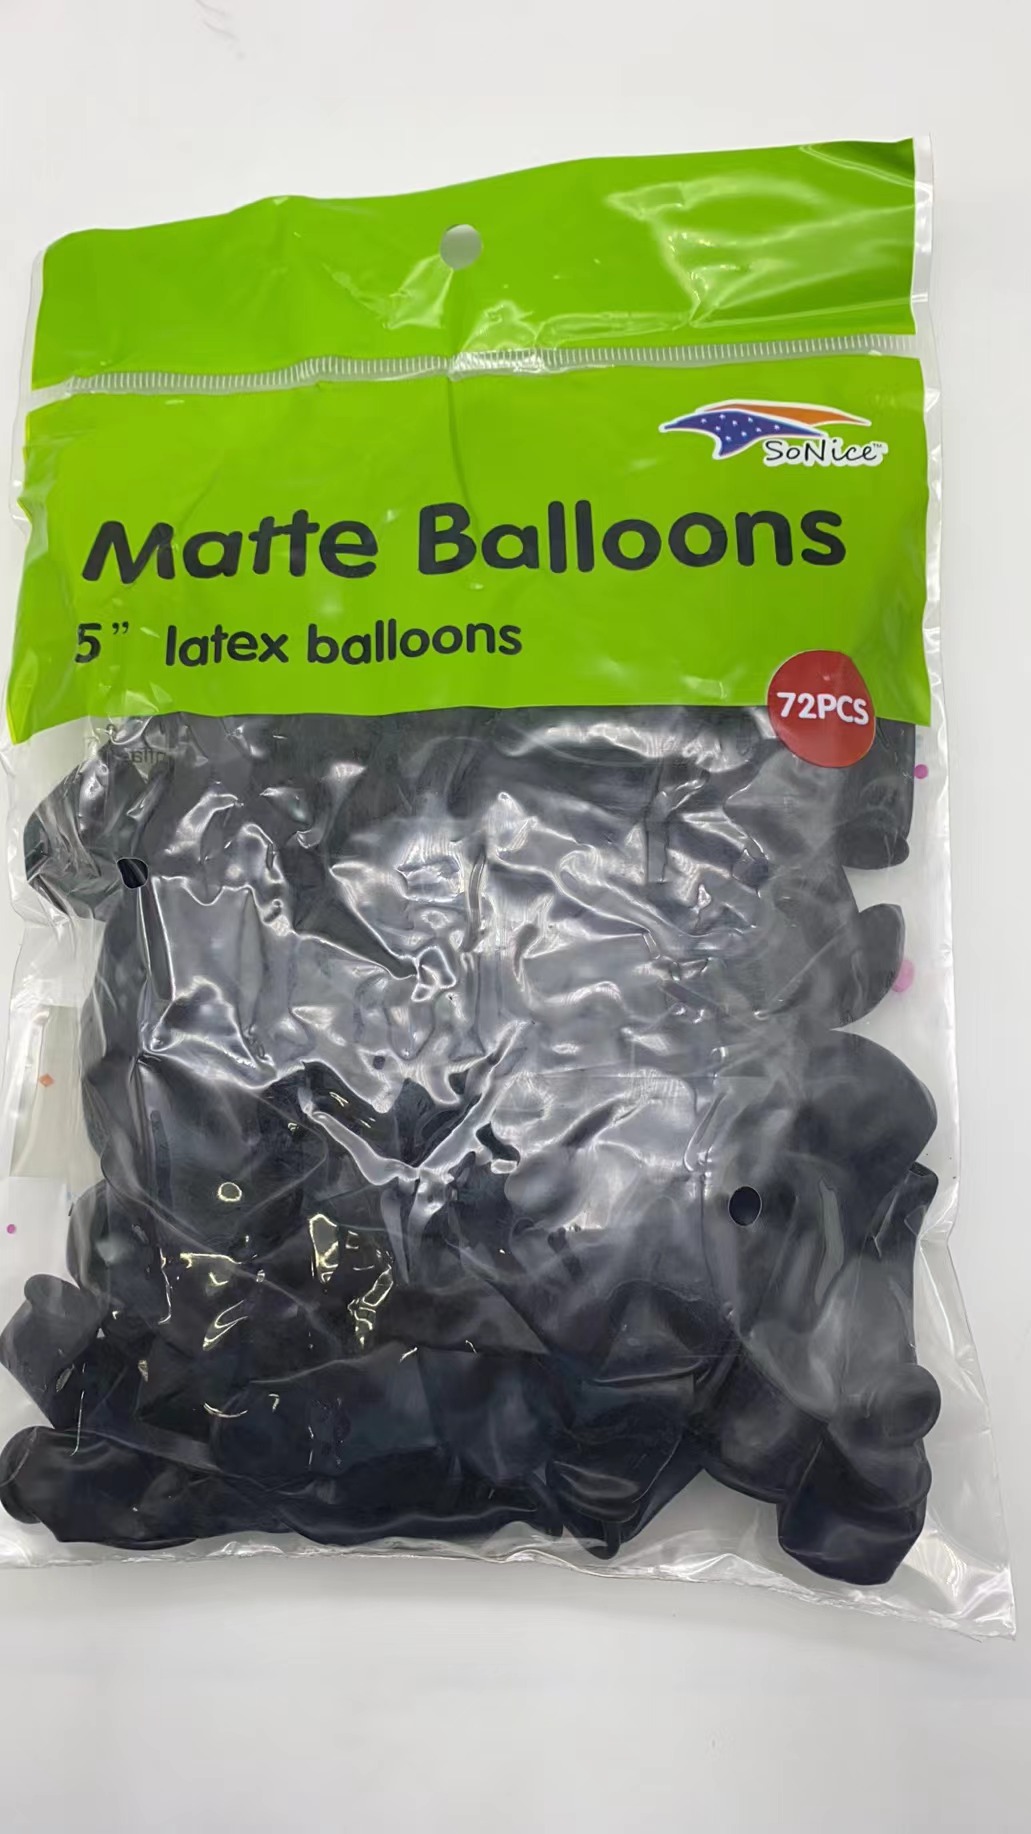 SoNice™
Matte Balloons
5” latex balloons
72PCS